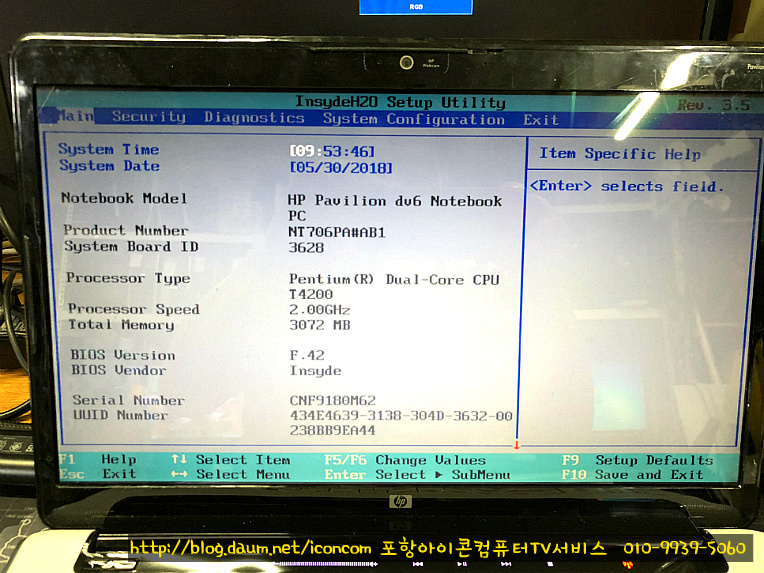 RGB
HP
Webcam
Pavilion
InsydeH2O Setup Utility Rev. 3.5
Main Security Diagnostics System Configuration Exit
System Time [09:53:46]
System Date [05/30/2018]
Item Specific Help
<Enter> selects field.
Notebook Model HP Pavilion dv6 Notebook
PC
Product Number NT706PA#AB1
System Board ID 3628
Processor Type Pentium(R) Dual-Core CPU
T4200
Processor Speed 2.00GHz
Total Memory 3072 MB
BIOS Version F.42
BIOS Vendor Insyde
Serial Number CNF9180M62
UUID Number 434E4639-3138-304D-3632-00
238BB9EA44
F1 Help ↑↓ Select Item F5/F6 Change Values F9 Setup Defaults
Esc Exit ←→ Select Menu Enter Select ▶ SubMenu F10 Save and Exit
hp
http://blog.daum.net/iconcom 포항아이콘컴퓨터TV서비스 010-9939-5060